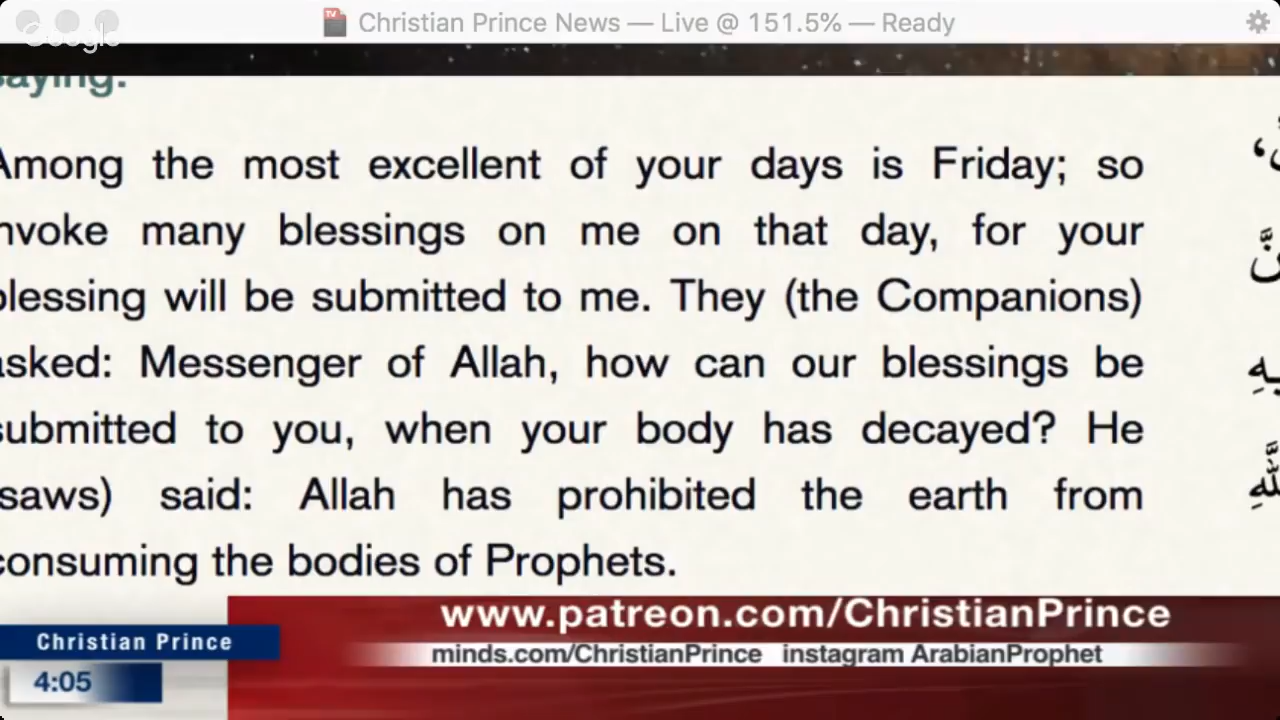 Google
Christian Prince News — Live @ 151.5% — Ready
saying:
Among the most excellent of your days is Friday; so
nvoke many blessings on me on that day, for your
blessing will be submitted to me. They (the Companions)
asked: Messenger of Allah, how can our blessings be
submitted to you, when your body has decayed? He
saws) said: Allah has prohibited the earth from
consuming the bodies of Prophets.
www.patreon.com/ChristianPrince
Christian Prince
minds.com/ChristianPrince instagram ArabianProphet
4:05